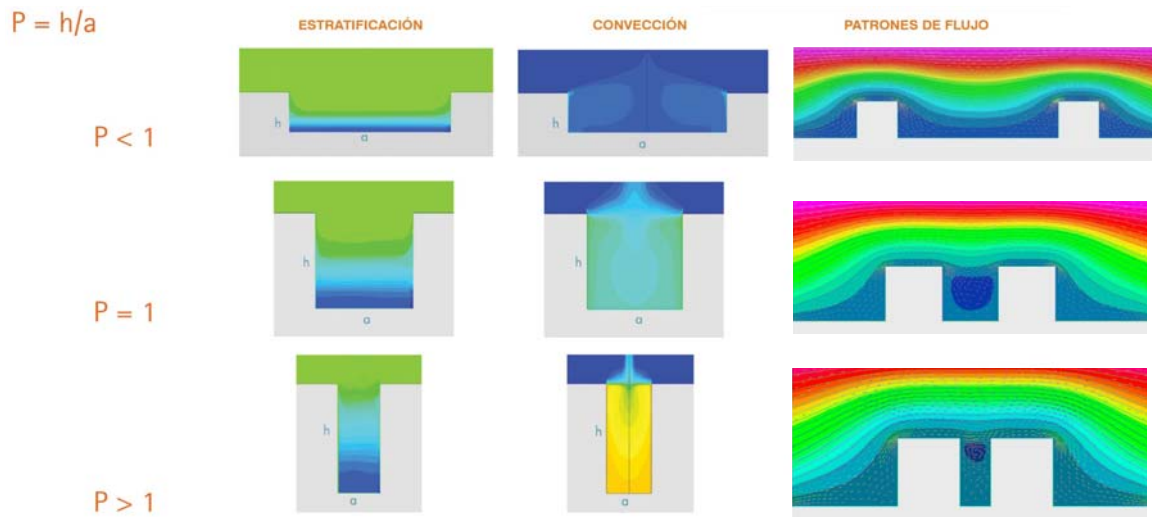 P = h/a
ESTRATIFICACIÓN
CONVECCIÓN
PATRONES DE FLUJO
P < 1
h
a
h
a
P = 1
h
a
h
a
P > 1
h
a
h
a